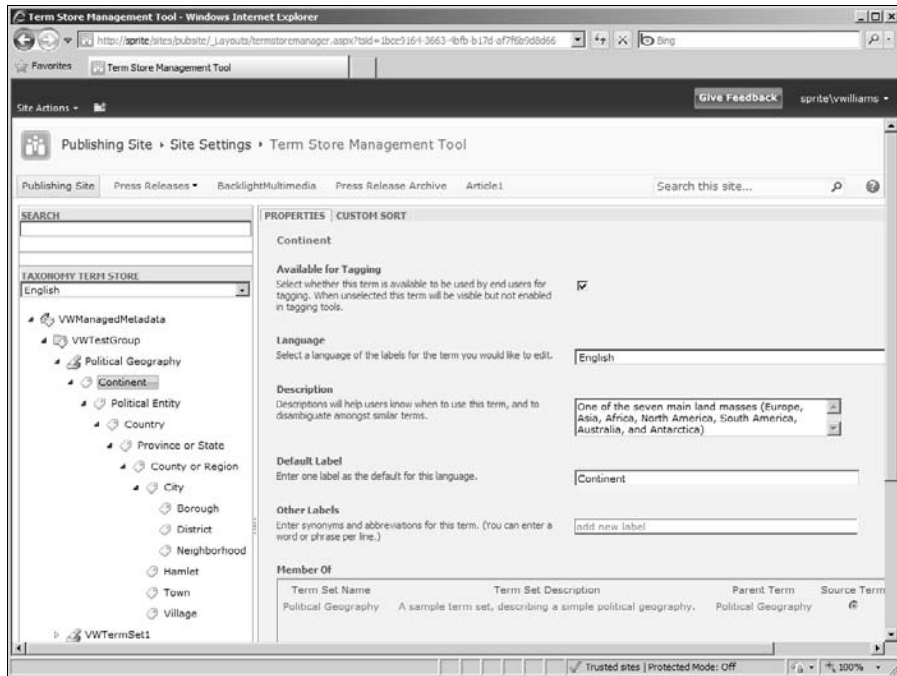 Term Store Management Tool - Windows Internet Explorer
http://sprite/sites/pubsite/_Layouts/termstoremanager.aspx?tsid=1bce9164-3663-4bfb-b17d-af7f6b9d8d66
Bing
Favorites
Term Store Management Tool
Site Actions
Give Feedback
sprite\vwilliams
Publishing Site › Site Settings › Term Store Management Tool
Publishing Site Press Releases BacklightMultimedia Press Release Archive Article1
Search this site...
SEARCH
TAXONOMY TERM STORE
English
VWManagedMetadata
VWTestGroup
Political Geography
Continent
Political Entity
Country
Province or State
County or Region
City
Borough
District
Neighborhood
Hamlet
Town
Village
VWTermSet1
PROPERTIES CUSTOM SORT
Continent
Available for Tagging
Select whether this term is available to be used by end users for
tagging. When unselected this term will be visible but not enabled
in tagging tools.
Language
Select a language of the labels for the term you would like to edit.
English
Description
Descriptions will help users know when to use this term, and to
disambiguate amongst similar terms.
One of the seven main land masses (Europe,
Asia, Africa, North America, South America,
Australia, and Antarctica)
Default Label
Enter one label as the default for this language.
Continent
Other Labels
Enter synonyms and abbreviations for this term. (You can enter a
word or phrase per line.)
add new label
Member Of
Term Set Name Term Set Description Parent Term Source Term
Political Geography A sample term set, describing a simple political geography. Political Geography
Trusted sites | Protected Mode: Off
100%